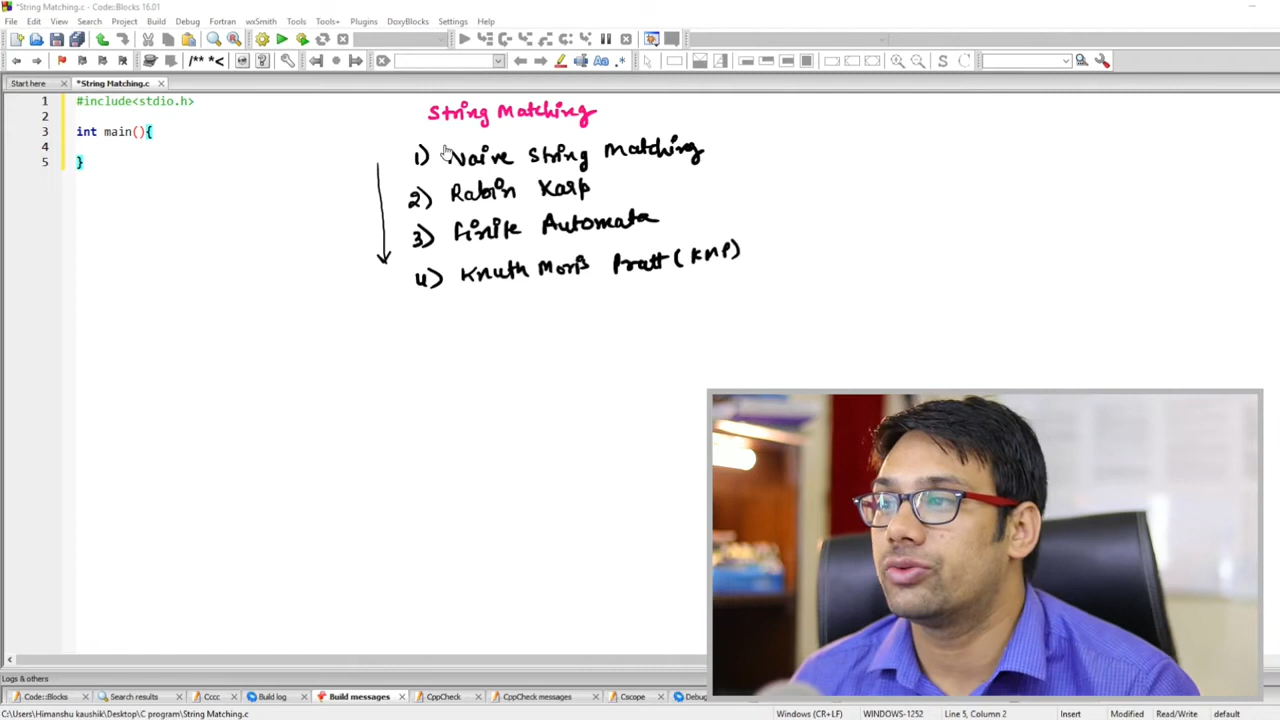 *String Matching.c - Code::Blocks 16.01
File Edit View Search Project Build Debug Fortran wxSmith Tools Tools+ Plugins DoxyBlocks Settings Help
/** *<
Start here
*String Matching.c
1 #include<stdio.h>
2
3 int main(){
4
5 }
String Matching
1) Naive String Matching
2) Rabin Karp
3) Finite Automata
4) Knuth Moris Pratt (KMP)
Logs & others
Code::Blocks Search results Cccc Build log Build messages CppCheck CppCheck messages Cscope Debug
C:\Users\Himanshu kaushik\Desktop\C program\String Matching.c Windows (CR+LF) WINDOWS-1252 Line 5, Column 2 Insert Modified Read/Write default